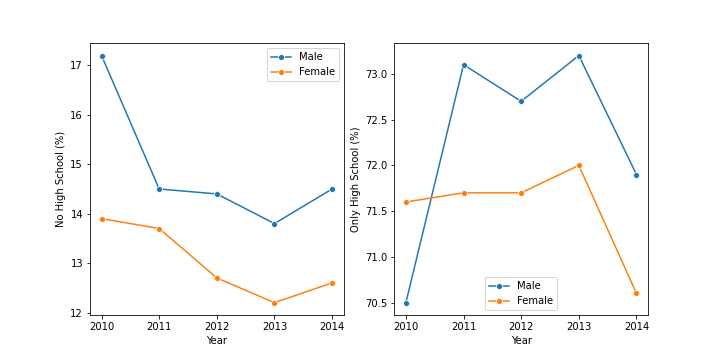 No High School (%)
17
16
15
14
13
12
2010 2011 2012 2013 2014
Year
Male
Female
Only High School (%)
73.0
72.5
72.0
71.5
71.0
70.5
2010 2011 2012 2013 2014
Year
Male
Female